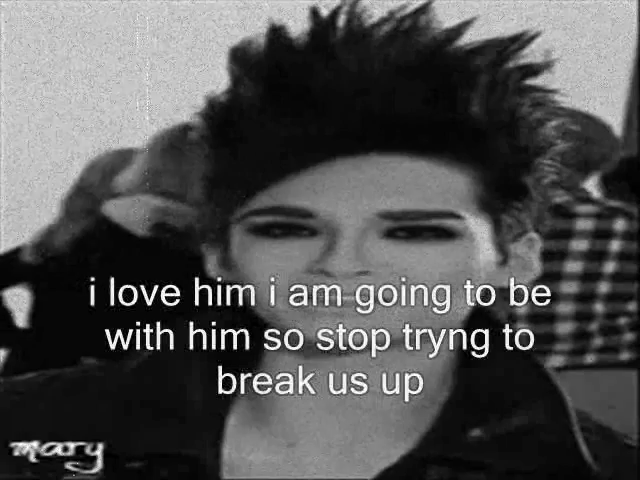 i love him i am going to be
with him so stop tryng to
break us up
mary